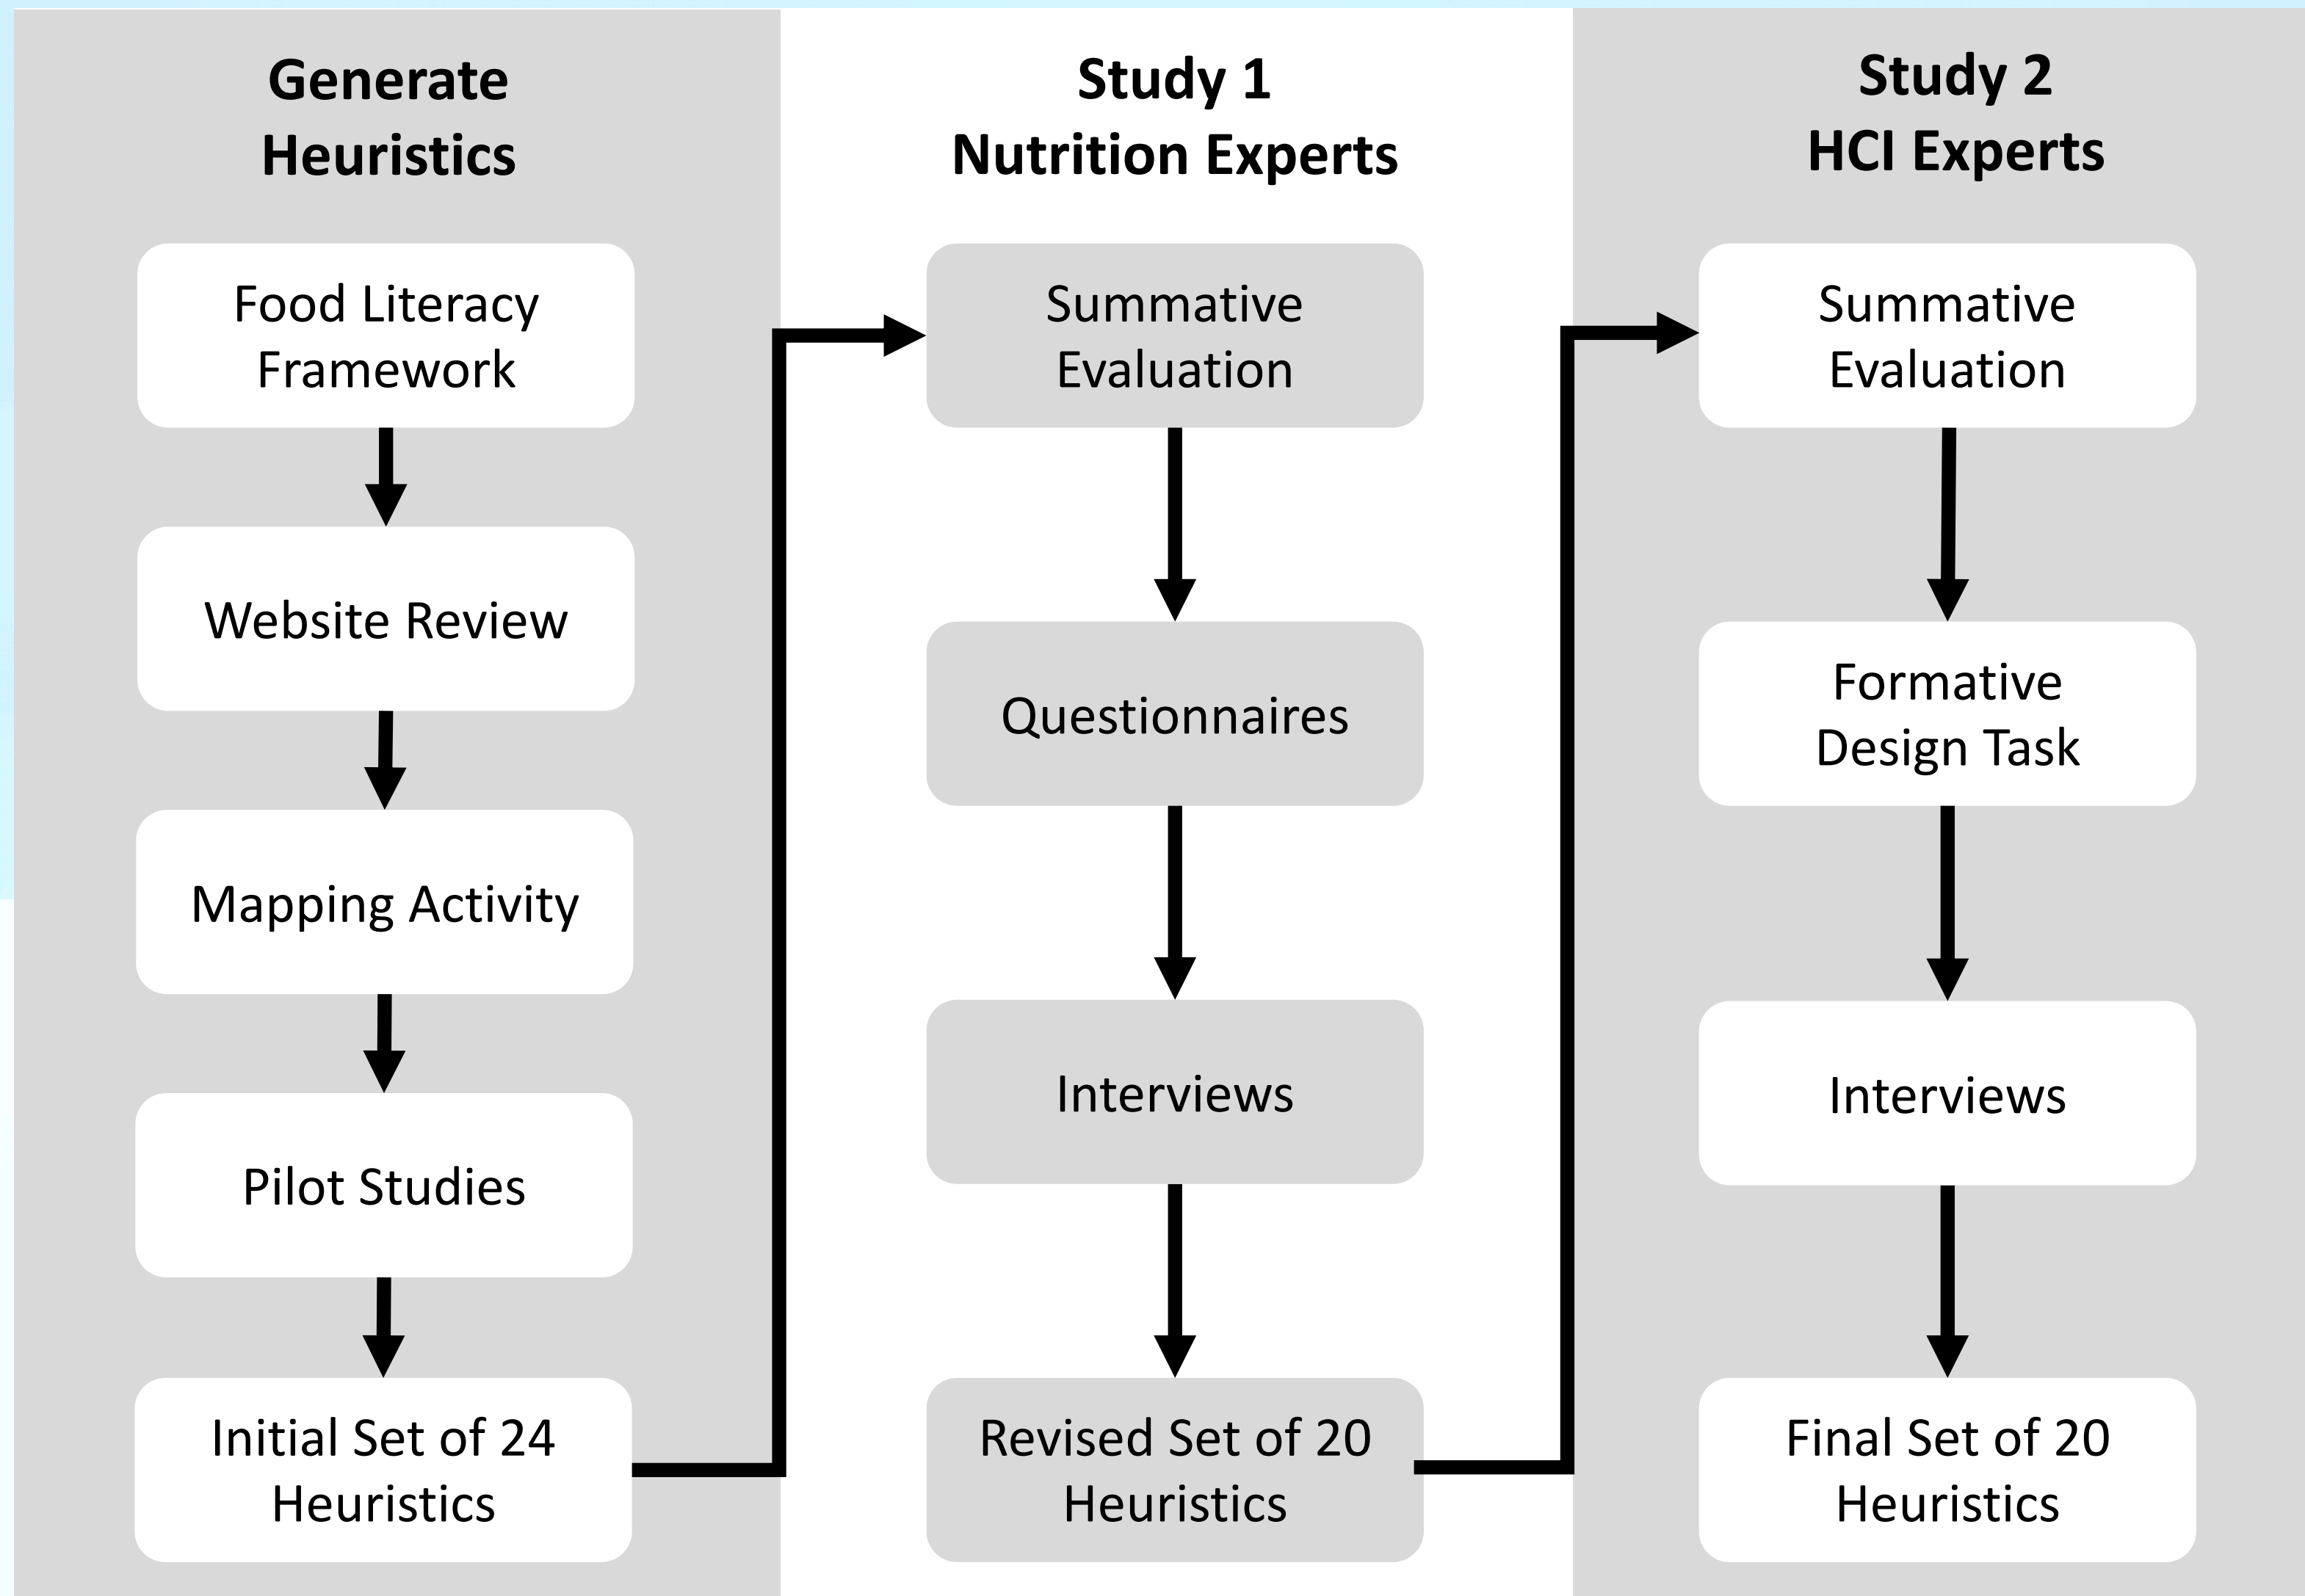 Generate
Heuristics
Food Literacy
Framework
Website Review
Mapping Activity
Pilot Studies
Initial Set of 24
Heuristics
Study 1
Nutrition Experts
Summative
Evaluation
Questionnaires
Interviews
Revised Set of 20
Heuristics
Study 2
HCI Experts
Summative
Evaluation
Formative
Design Task
Interviews
Final Set of 20
Heuristics